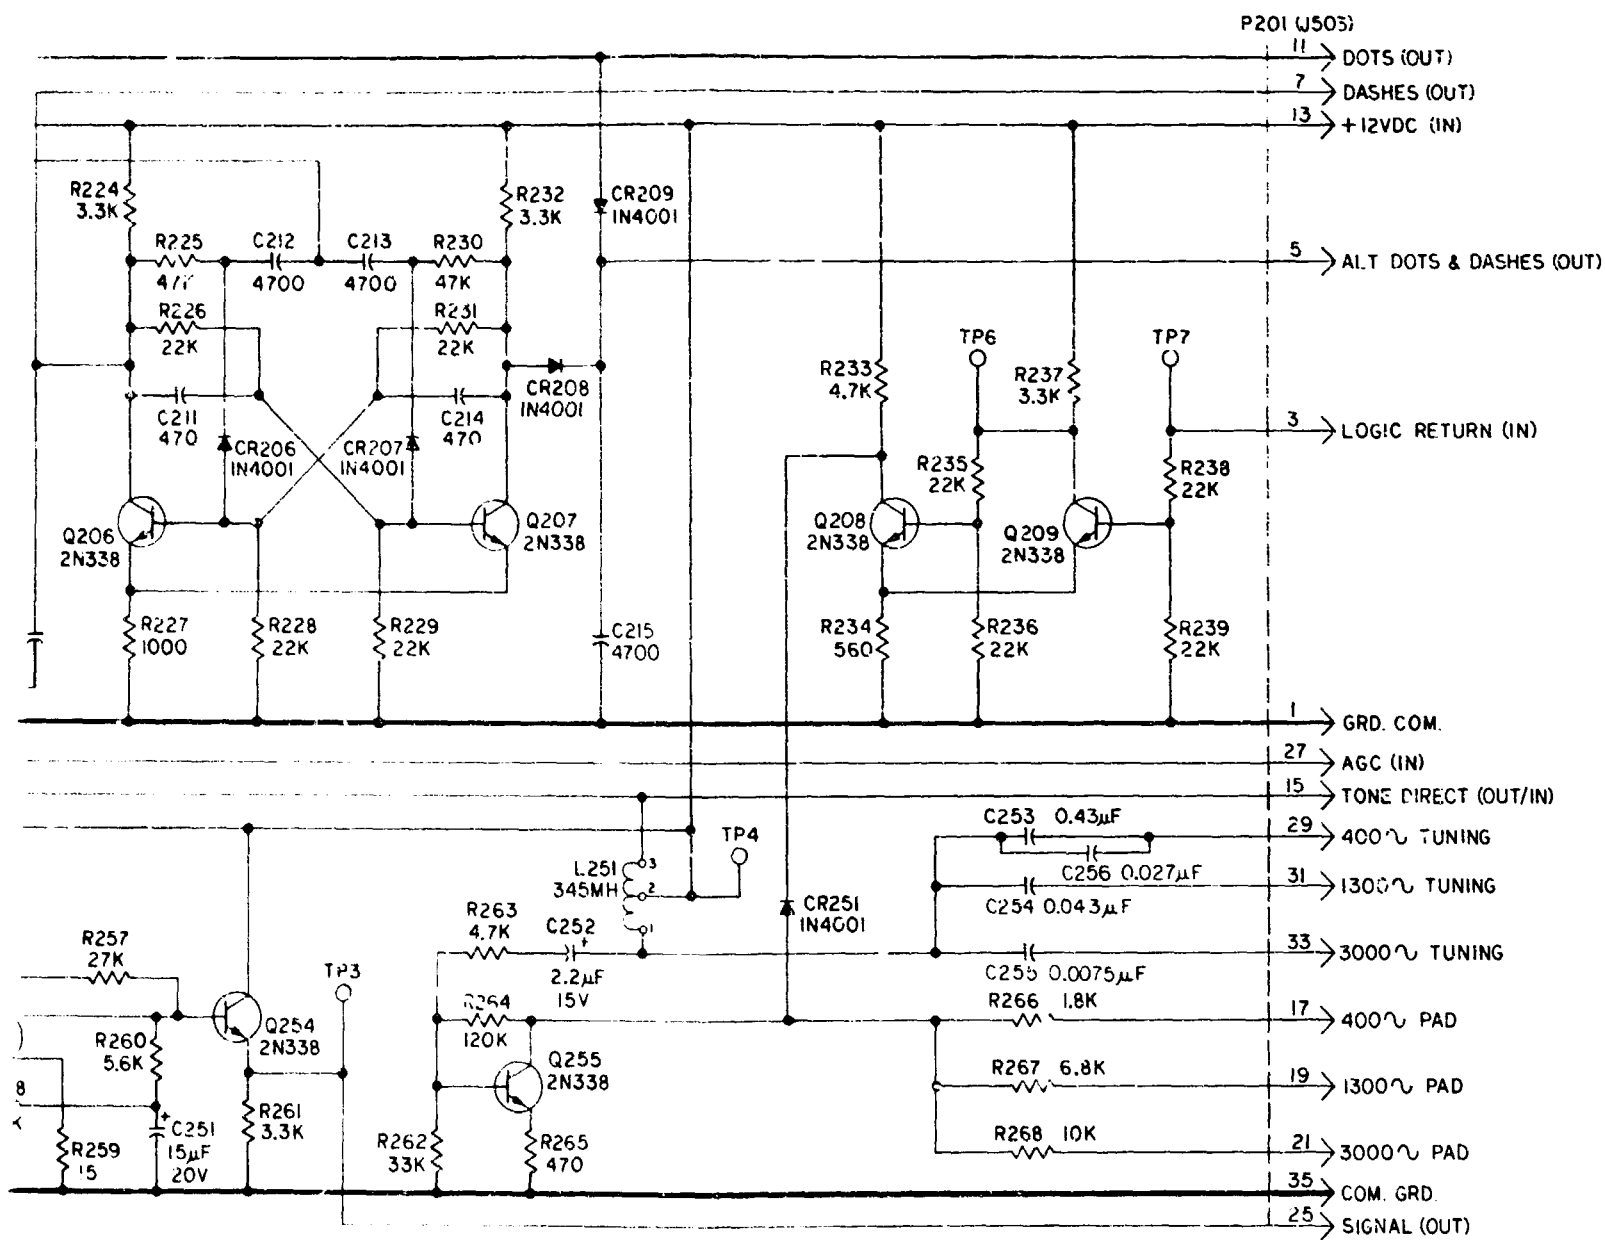 P201 (J503)
11 DOTS (OUT)
7 DASHES (OUT)
13 +12VDC (IN)
R224
3.3K
R232
3.3K
CR209
1N4001
R225
47K
C212
4700
C213
4700
R230
47K
5 ALT DOTS & DASHES (OUT)
R226
22K
R231
22K
TP6
TP7
R233
4.7K
R237
3.3K
CR208
1N4001
C211
470
C214
470
3 LOGIC RETURN (IN)
CR206
1N4001
CR207
1N4001
R235
22K
R238
22K
Q206
2N338
Q207
2N338
Q208
2N338
Q209
2N338
R227
1000
R228
22K
R229
22K
C215
4700
R234
560
R236
22K
R239
22K
1 GRD. COM.
27 AGC (IN)
15 TONE DIRECT (OUT/IN)
C253 0.43µF
29 400~ TUNING
TP4
L251
345MH
3
2
1
C256 0.027µF
31 1300~ TUNING
C254 0.043µF
CR251
1N4001
R263
4.7K
C252
+
2.2µF
15V
33 3000~ TUNING
C255 0.0075µF
R257
27K
TP3
R264
120K
R266 1.8K
17 400~ PAD
Q254
2N338
R260
5.6K
Q255
2N338
R267 6.8K
19 1300~ PAD
8
R261
3.3K
+
C251
15µF
20V
R259
15
R262
33K
R265
470
R268 10K
21 3000~ PAD
35 COM. GRD.
25 SIGNAL (OUT)